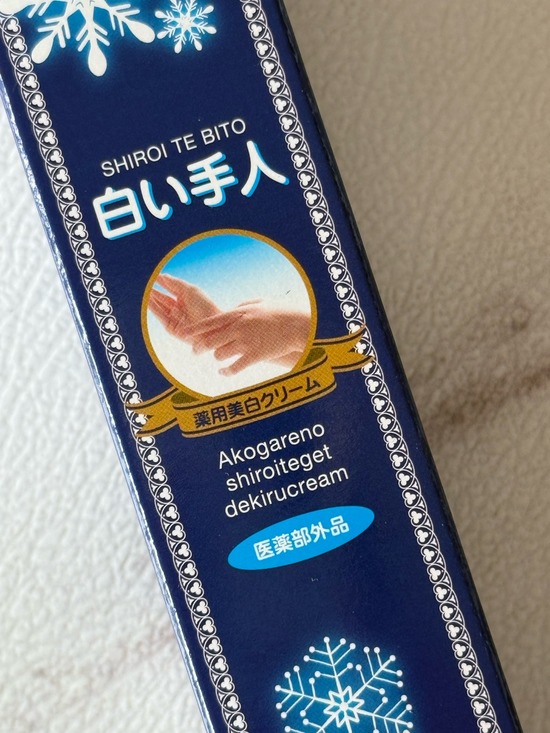 SHIROI TE BITO
白い手人
薬用美白クリーム
Akogareno
shiroiteget
dekirucream
医薬部外品